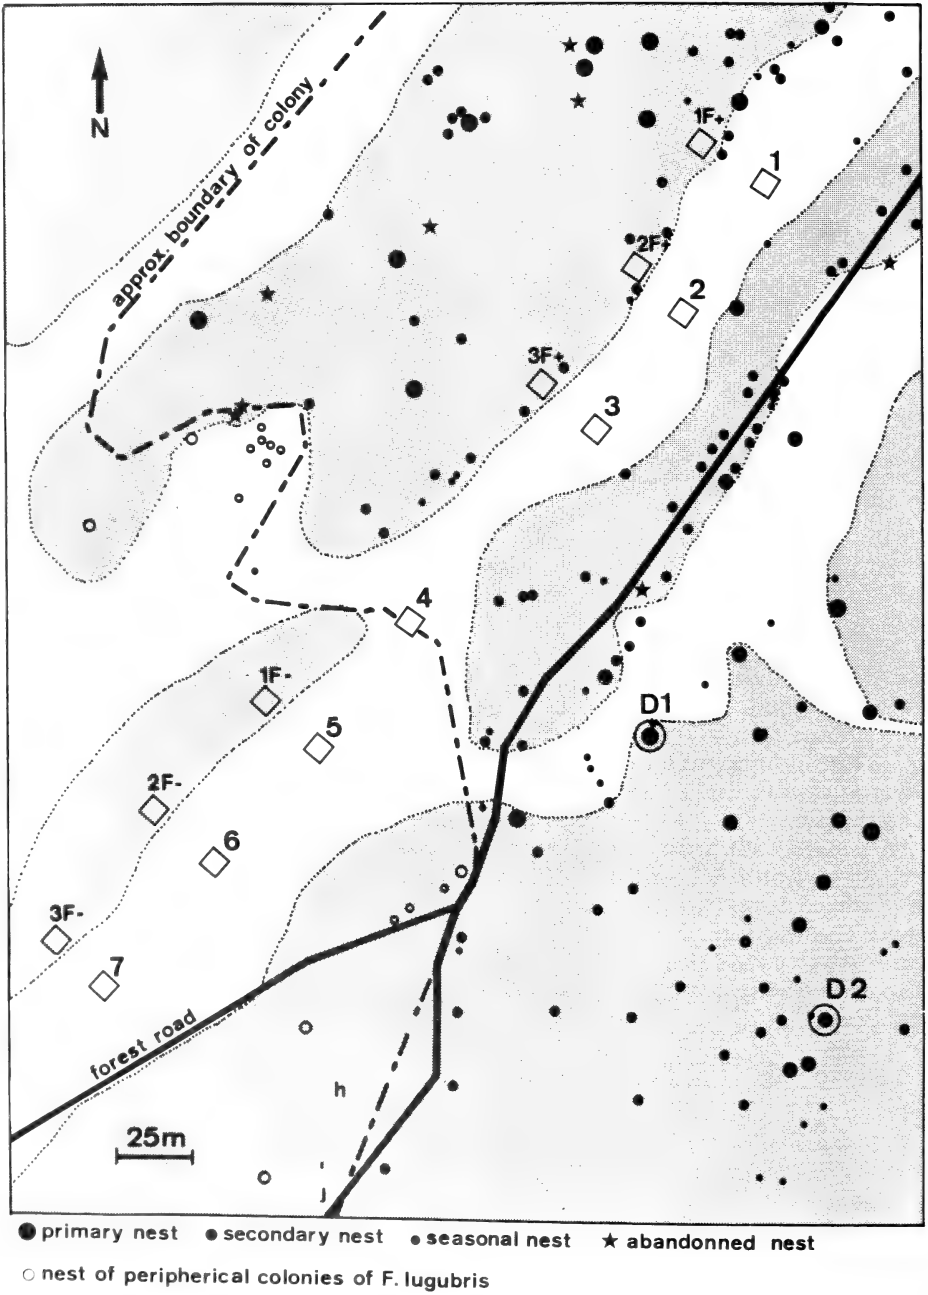 N
approx. boundary of colony
1F+
1
2F+
2
3F+
3
4
1F-
5
D1
2F-
6
3F-
7
D2
forest road
h
25m
i
j
primary nest secondary nest seasonal nest abandonned nest
nest of peripherical colonies of F. lugubris